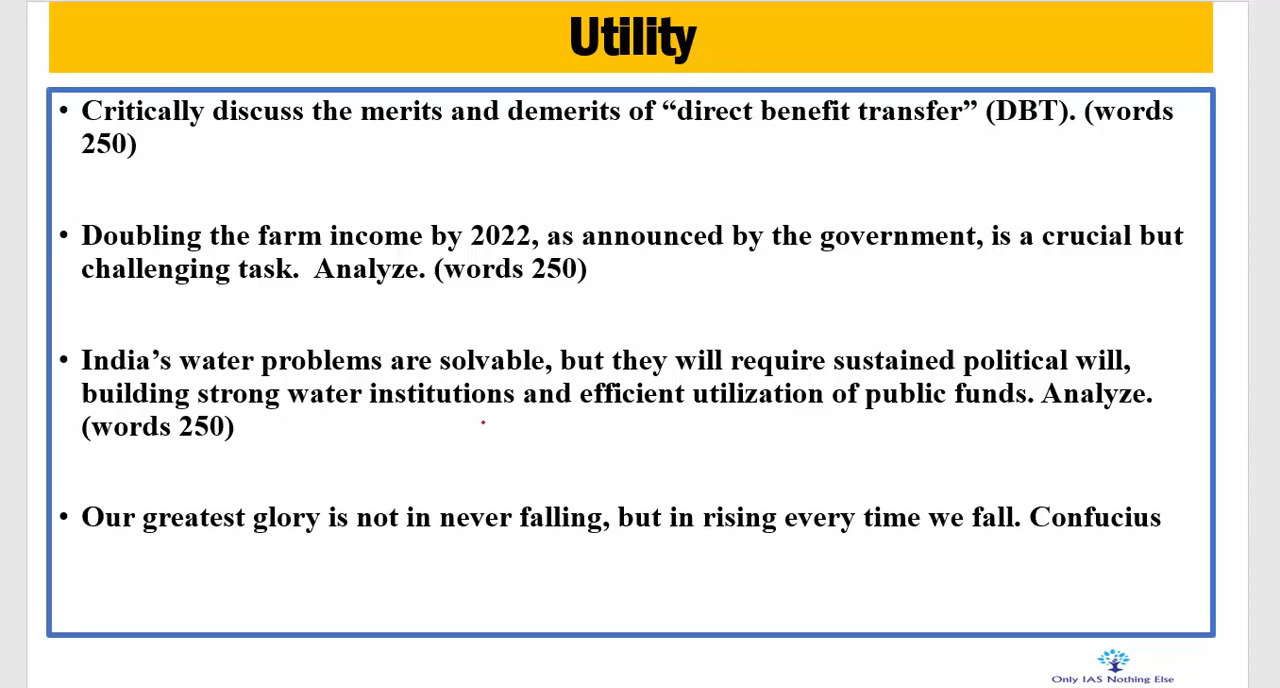 Utility
• Critically discuss the merits and demerits of “direct benefit transfer” (DBT). (words
250)
• Doubling the farm income by 2022, as announced by the government, is a crucial but
challenging task.  Analyze. (words 250)
• India’s water problems are solvable, but they will require sustained political will,
building strong water institutions and efficient utilization of public funds. Analyze.
(words 250)
• Our greatest glory is not in never falling, but in rising every time we fall. Confucius
Only IAS Nothing Else